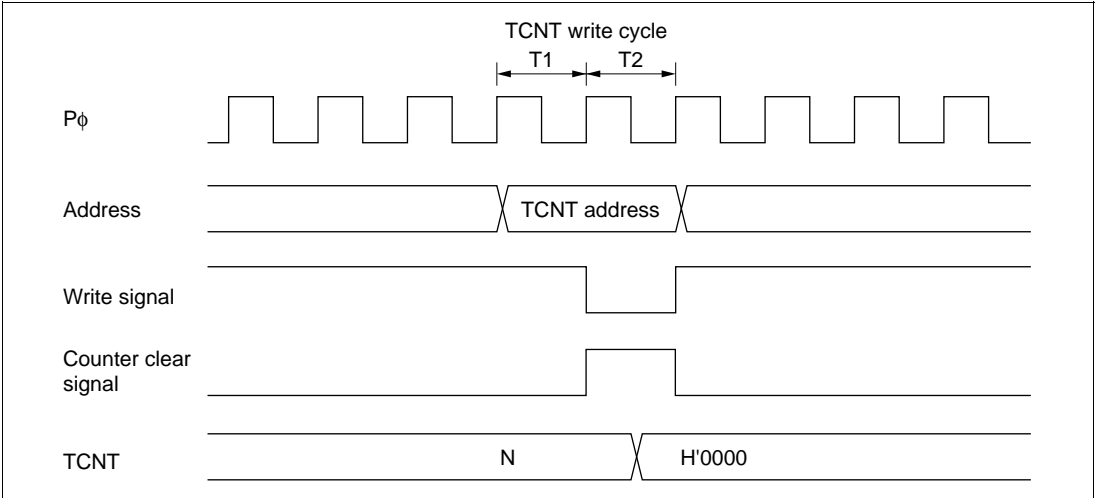 TCNT write cycle
T1 T2
Pϕ
Address
TCNT address
Write signal
Counter clear
signal
TCNT
N
H'0000